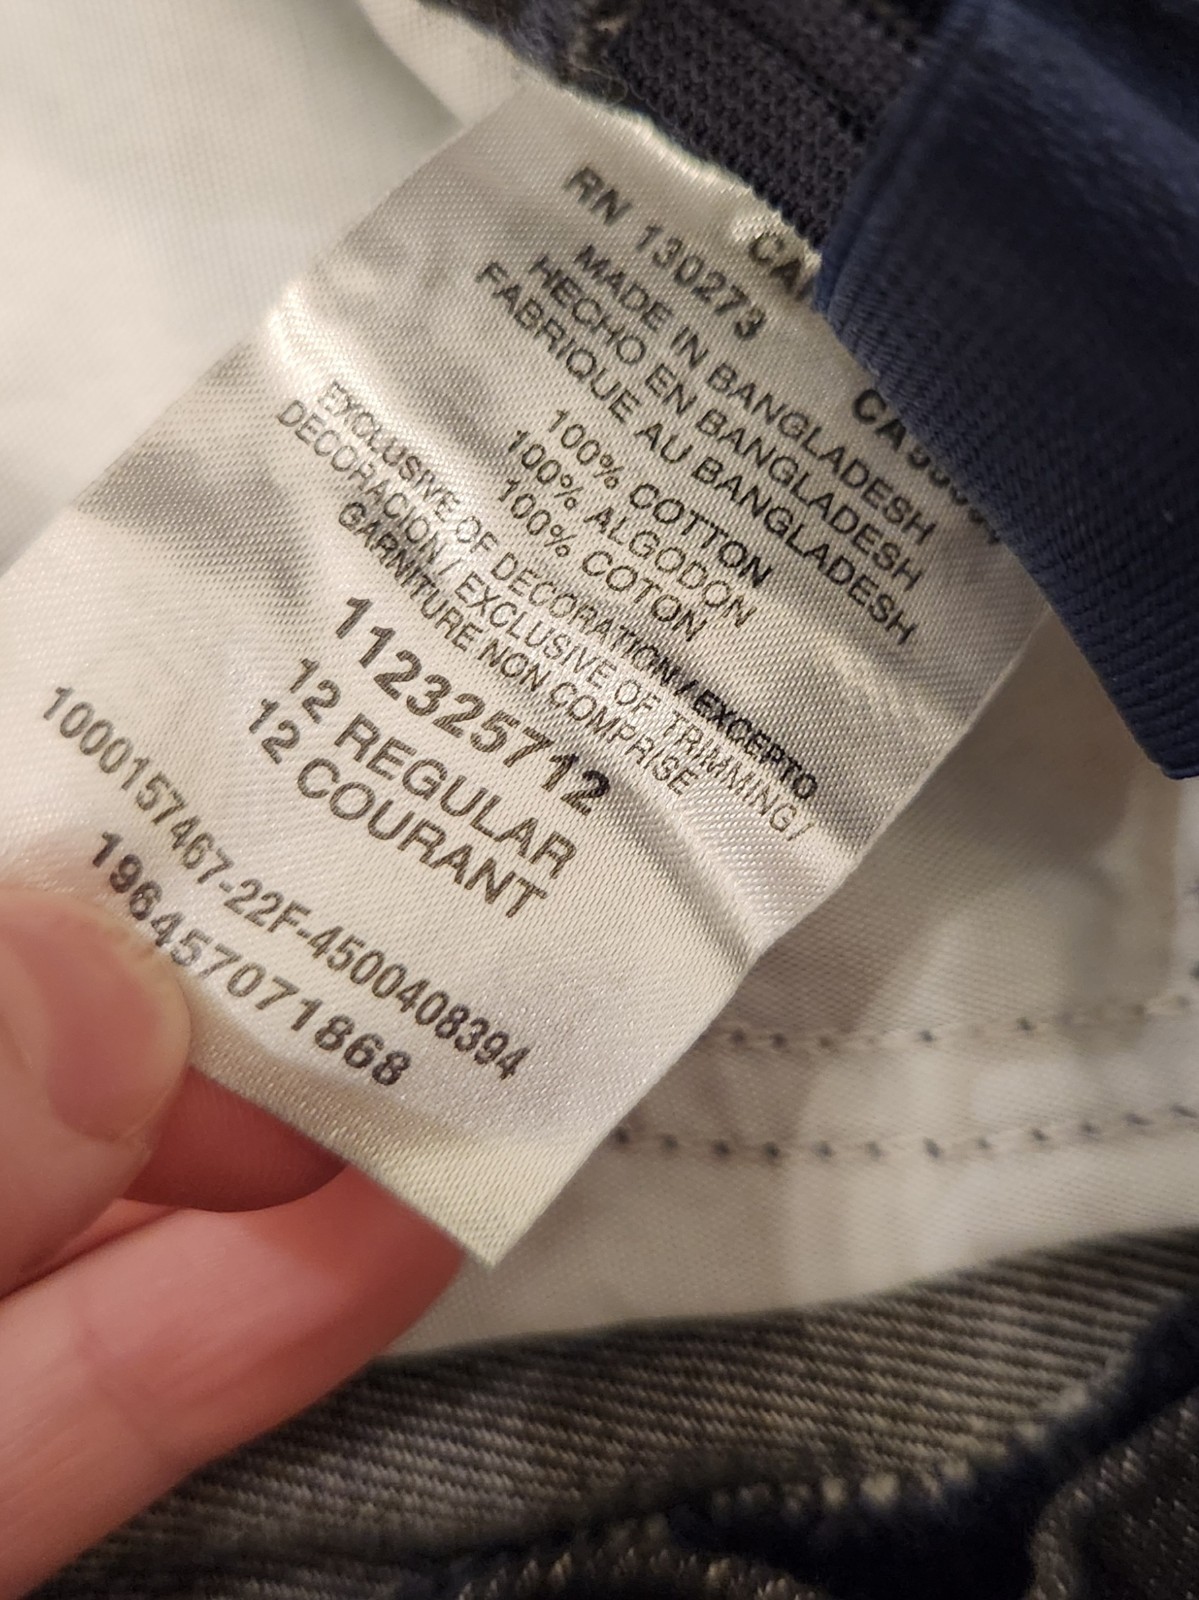 RN 130273
MADE IN BANGLADESH
HECHO EN BANGLADESH
FABRIQUE AU BANGLADESH
100% COTTON
100% ALGODON
100% COTON
EXCLUSIVE OF DECORATION / EXCEPTO
DECORACION / EXCLUSIVE OF TRIMMING/
GARNITURE NON COMPRISE
112325712
12 REGULAR
12 COURANT
1000157467-22F-4500408394
196457071868